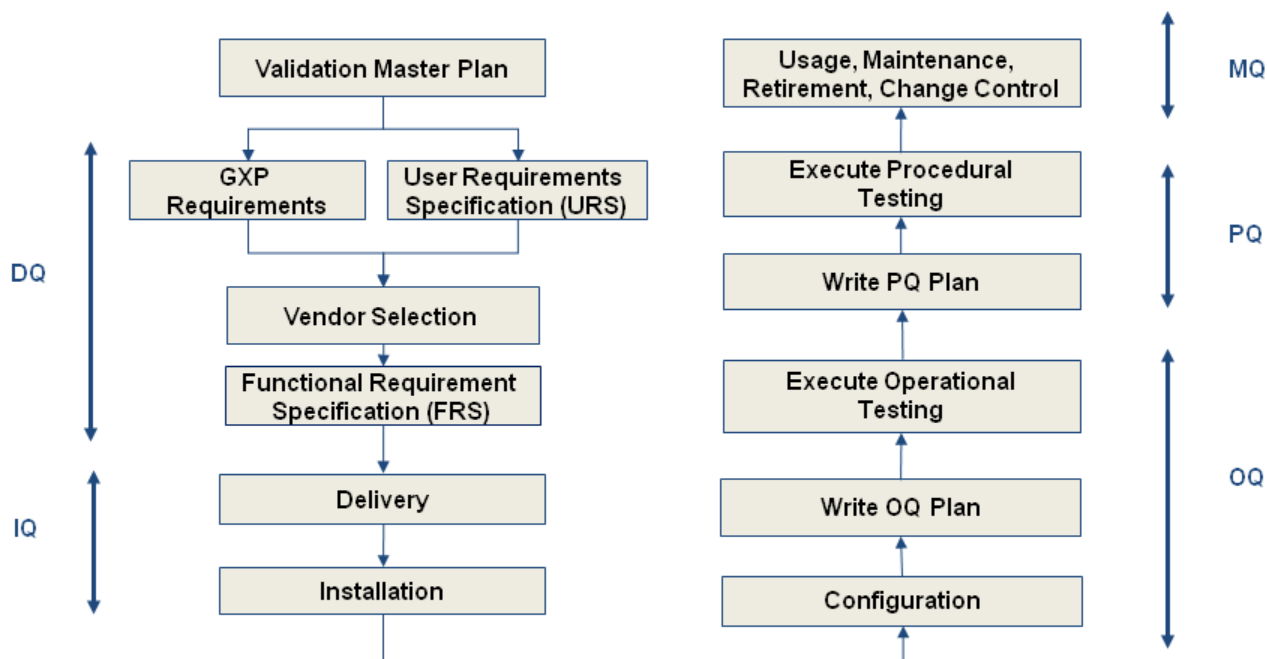 Validation Master Plan
GXP
Requirements
User Requirements
Specification (URS)
DQ
Vendor Selection
Functional Requirement
Specification (FRS)
Delivery
IQ
Installation
Usage, Maintenance,
Retirement, Change Control
MQ
Execute Procedural
Testing
PQ
Write PQ Plan
Execute Operational
Testing
OQ
Write OQ Plan
Configuration